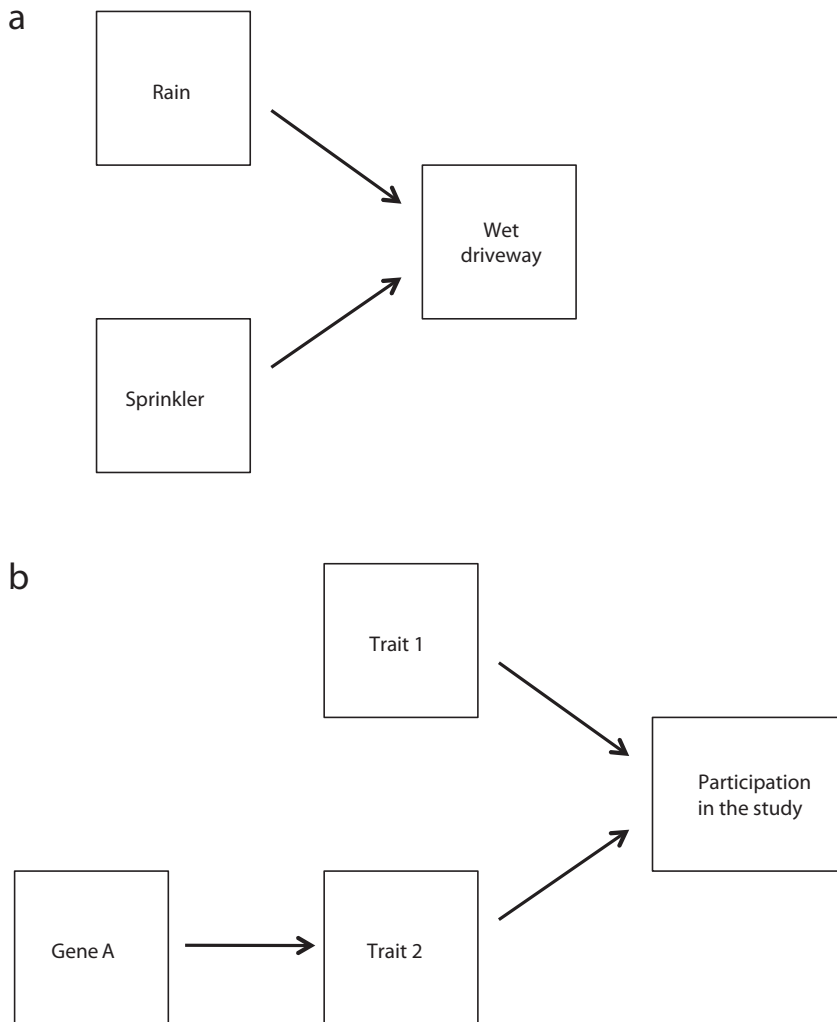 a
Rain
Wet
driveway
Sprinkler
b
Trait 1
Participation
in the study
Gene A
Trait 2